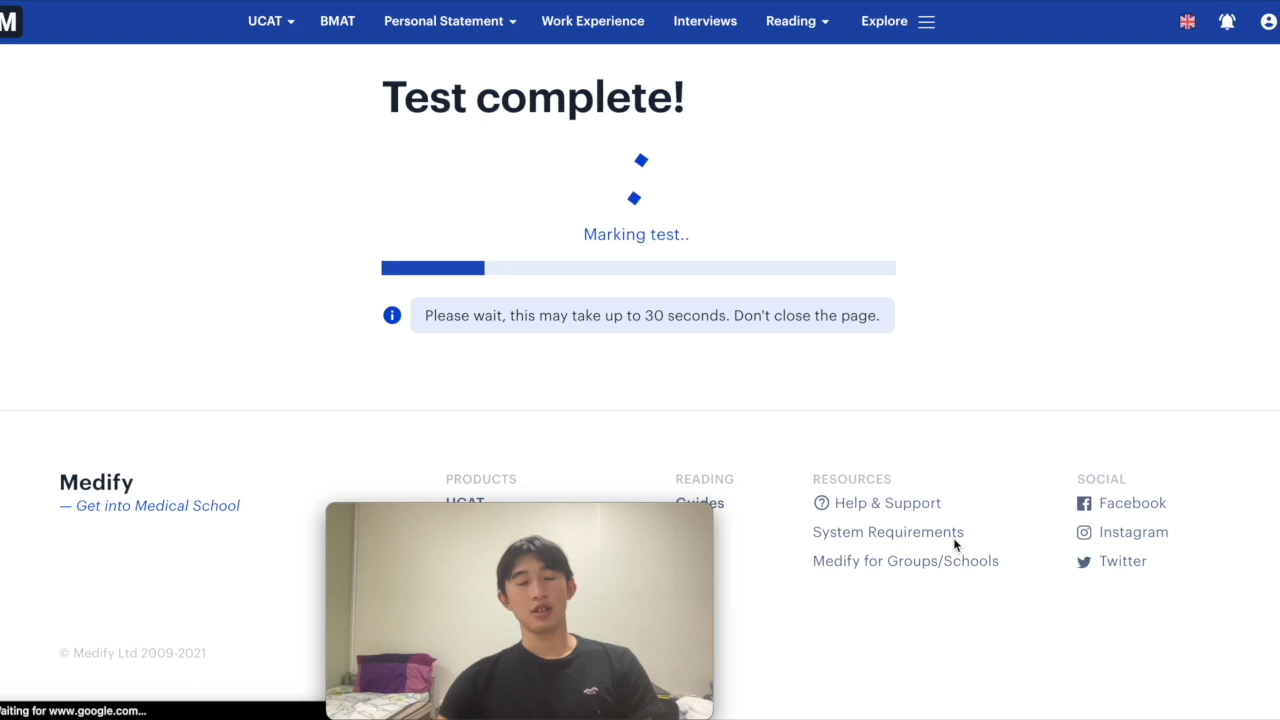 M
UCAT
BMAT
Personal Statement
Work Experience
Interviews
Reading
Explore
Test complete!
Marking test..
Please wait, this may take up to 30 seconds. Don't close the page.
Medify
— Get into Medical School
PRODUCTS
UCAT
READING
Guides
RESOURCES
Help & Support
System Requirements
Medify for Groups/Schools
SOCIAL
Facebook
Instagram
Twitter
© Medify Ltd 2009-2021
aiting for www.google.com...